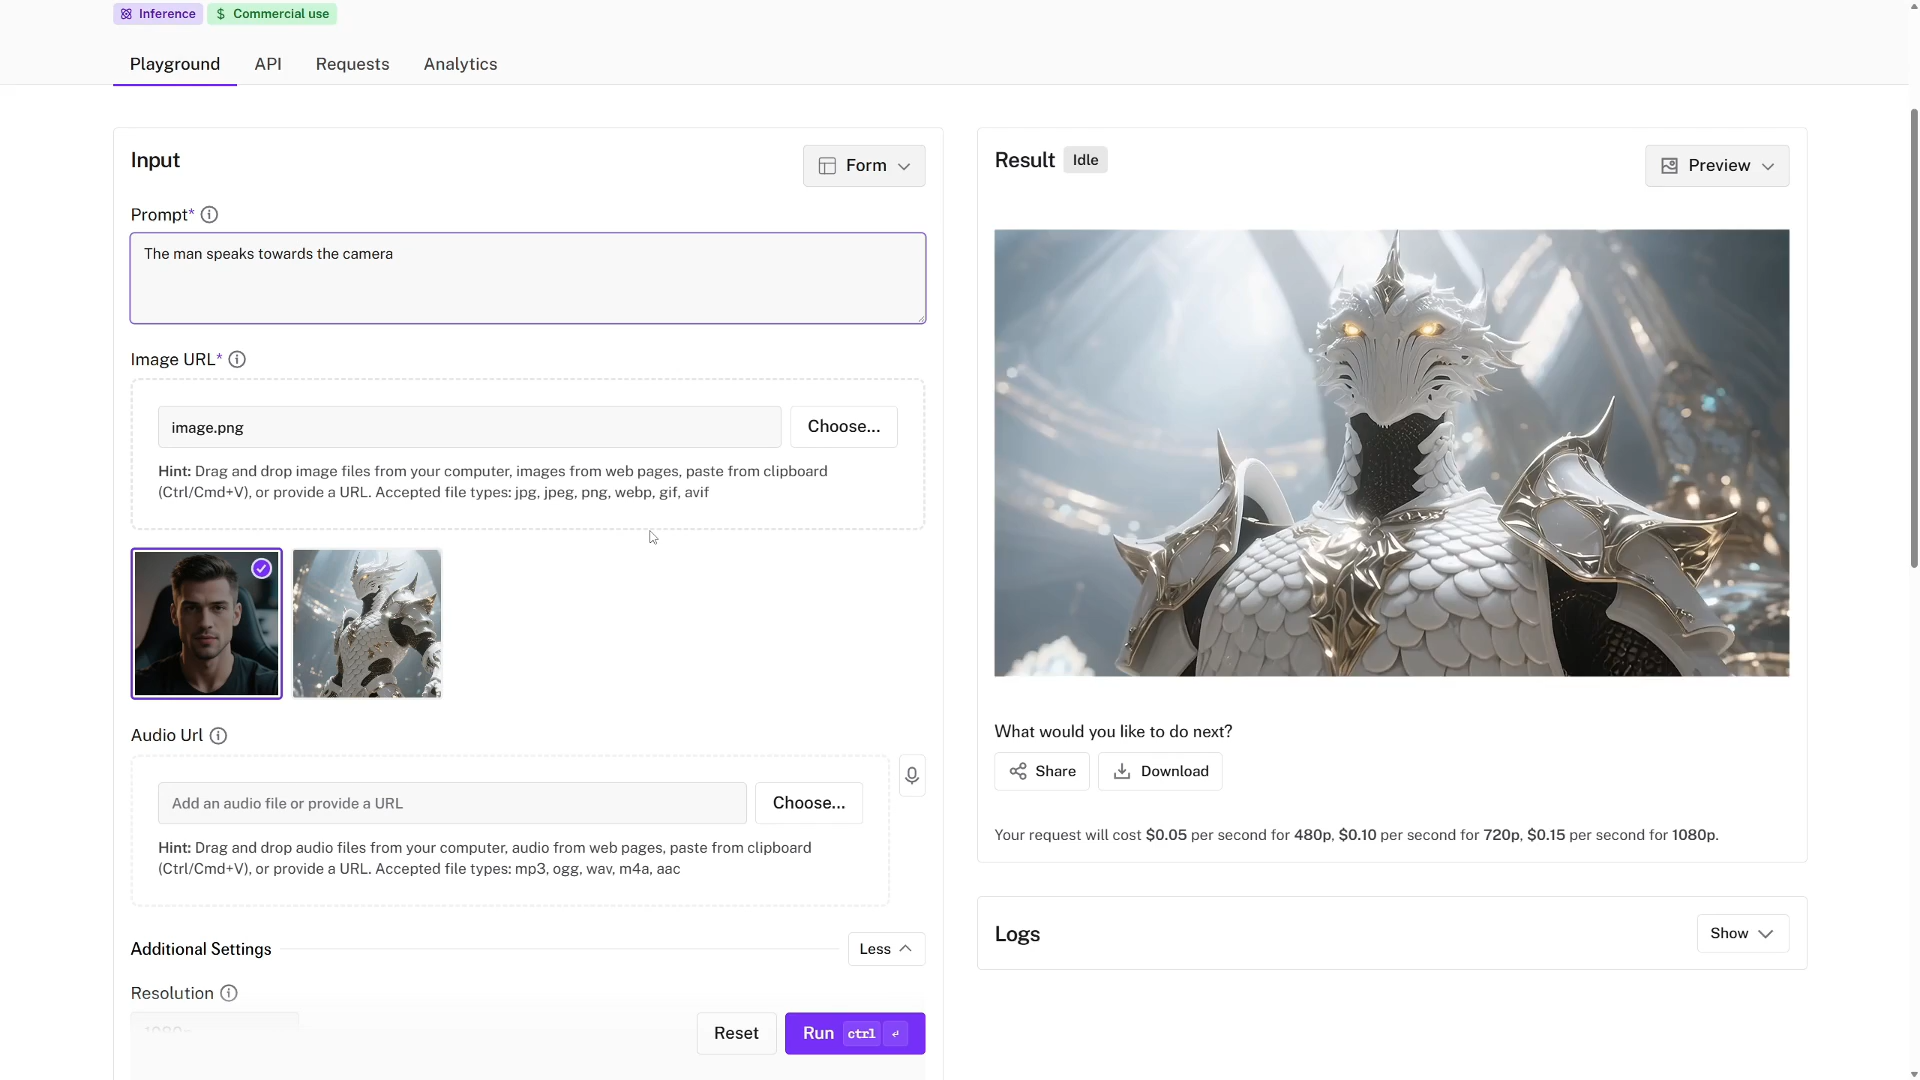 Inference
$ Commercial use
Playground
API
Requests
Analytics
Input
Form
Prompt*
The man speaks towards the camera
Image URL*
image.png
Choose...
Hint: Drag and drop image files from your computer, images from web pages, paste from clipboard
(Ctrl/Cmd+V), or provide a URL. Accepted file types: jpg, jpeg, png, webp, gif, avif
Audio Url
Add an audio file or provide a URL
Choose...
Hint: Drag and drop audio files from your computer, audio from web pages, paste from clipboard
(Ctrl/Cmd+V), or provide a URL. Accepted file types: mp3, ogg, wav, m4a, aac
Additional Settings
Less
Resolution
1080p
Reset
Run ctrl ↵
Result
Idle
Preview
What would you like to do next?
Share
Download
Your request will cost $0.05 per second for 480p, $0.10 per second for 720p, $0.15 per second for 1080p.
Logs
Show